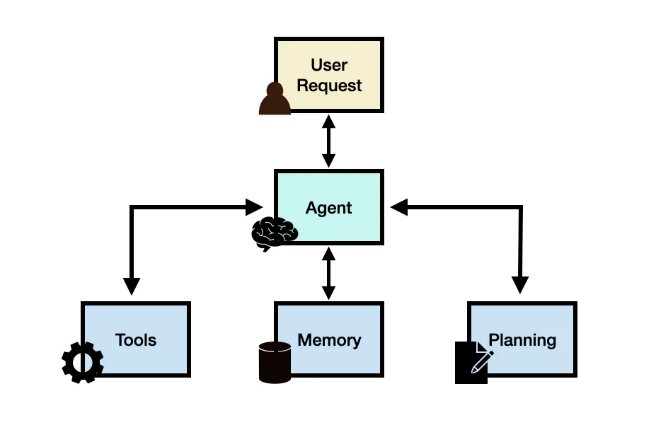 User
Request
Agent
Tools
Memory
Planning